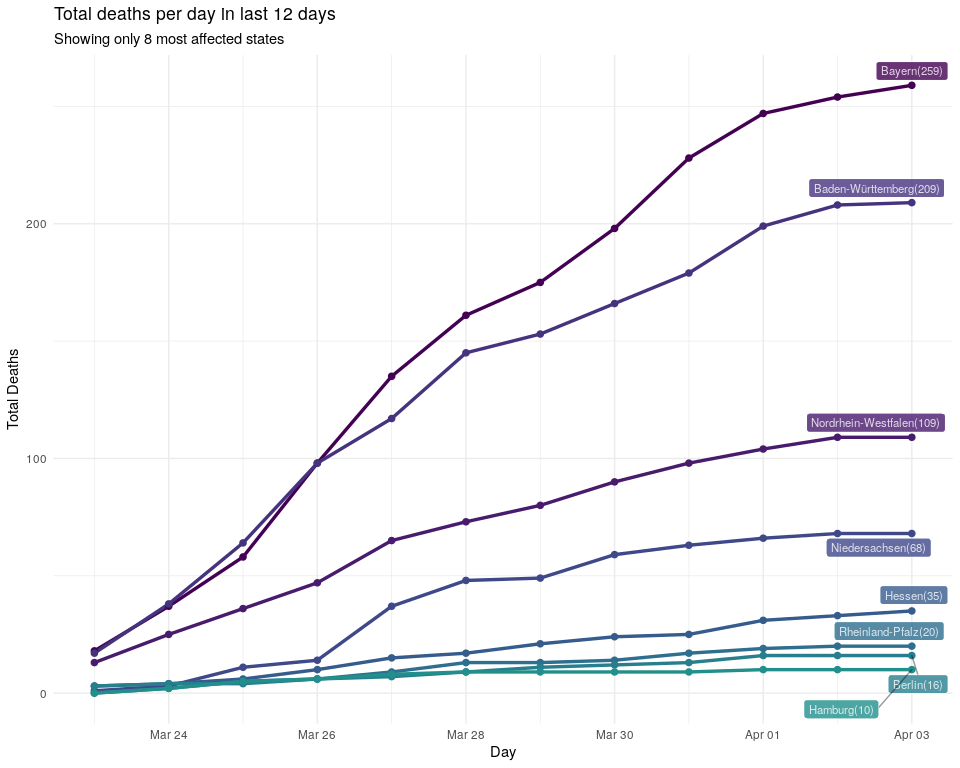 Total deaths per day in last 12 days
Showing only 8 most affected states
Bayern(259)
Baden-Württemberg(209)
200
Total Deaths
Nordrhein-Westfalen(109)
100
Niedersachsen(68)
Hessen(35)
Rheinland-Pfalz(20)
Berlin(16)
0
Hamburg(10)
Mar 24
Mar 26
Mar 28
Mar 30
Apr 01
Apr 03
Day